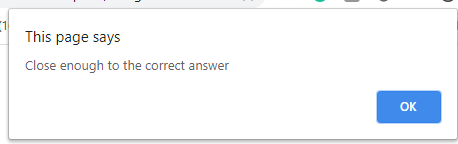 This page says
Close enough to the correct answer
OK